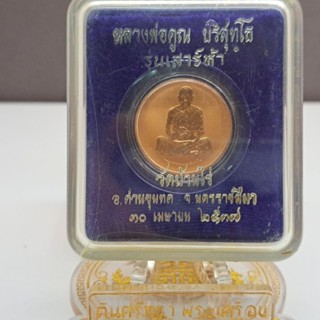 หลวงพ่อคูณ ปริสุทฺโธ
รุ่นเสาร์ห้า
วัดบ้านไร่
อ.ด่านขุนทด จ.นครราชสีมา
๓๐ เมษายน ๒๕๓๗